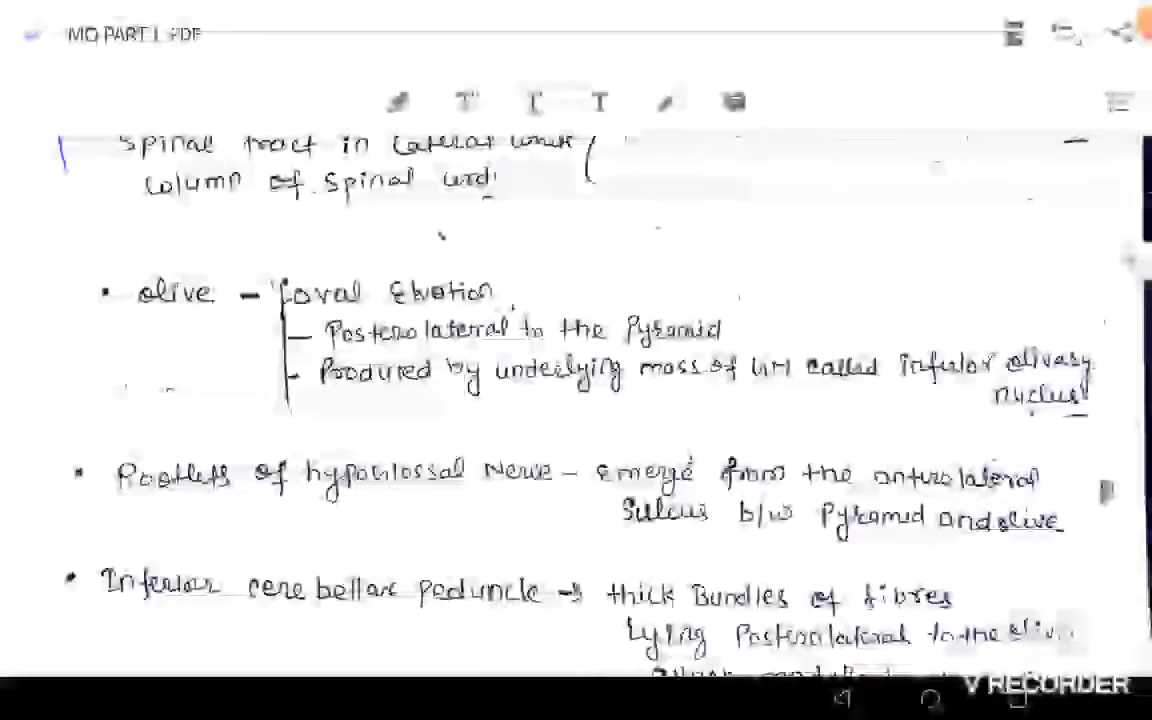 MO PART 1.PDF
Spinal tract in Lateral white
column of spinal cord
• Olive – oval Elevation
– Posterolateral to the Pyramid
– Produced by underlying mass of GM called Inferior olivary
nucleus
• Rootlets of hypoglossal Nerve – emerge from the anterolateral
Sulcus b/w Pyramid and olive
• Inferior cerebellar peduncle → thick Bundles of fibres
Lying Posterolateral to the olive
V RECORDER